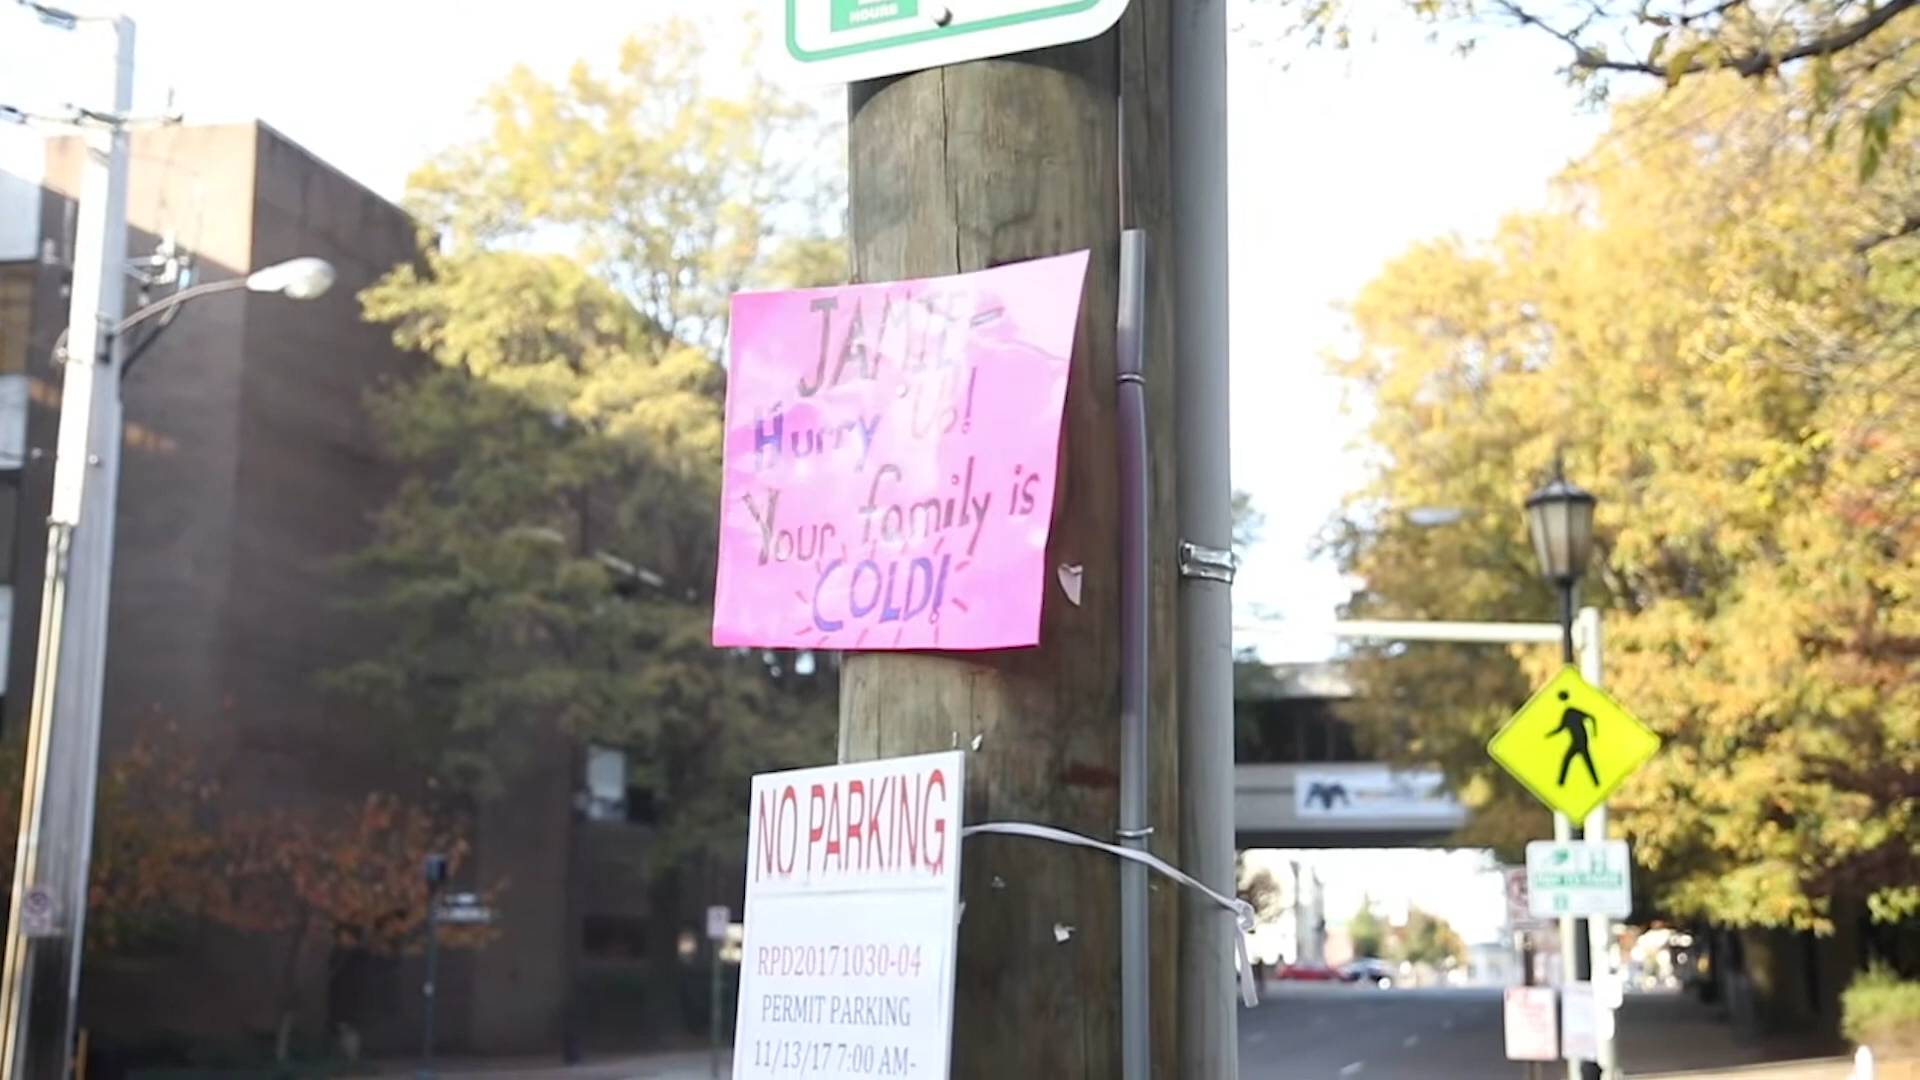 HOURS
JAMIE-
Hurry Up!
Your family is
COLD!
NO PARKING
RPD20171030-04
PERMIT PARKING
11/13/17 7:00 AM-